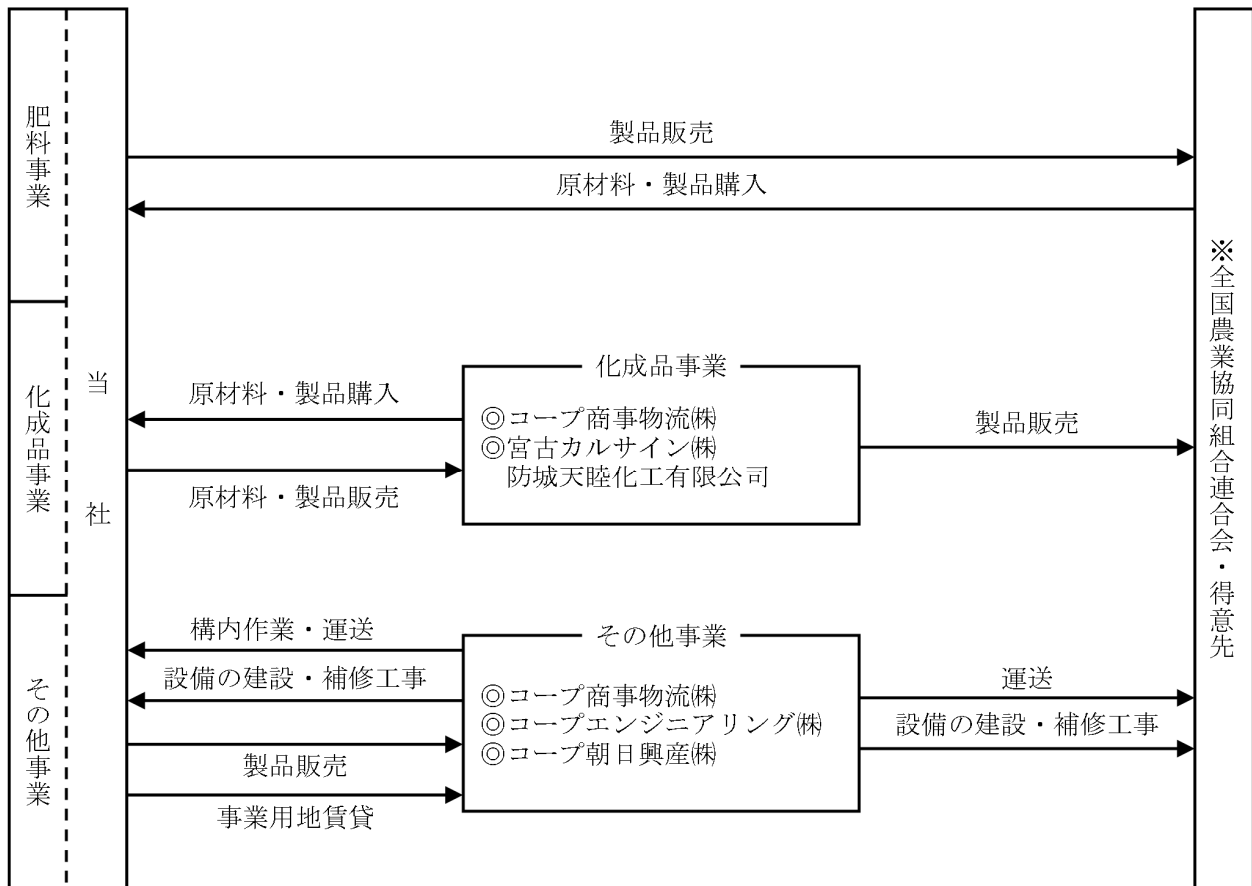 肥料事業
化成品事業
その他事業
当社
製品販売
原材料・製品購入
化成品事業
原材料・製品購入
原材料・製品販売
◎コープ商事物流㈱
◎宮古カルサイン㈱
防城天睦化工有限公司
製品販売
その他事業
構内作業・運送
設備の建設・補修工事
製品販売
事業用地賃貸
◎コープ商事物流㈱
◎コープエンジニアリング㈱
◎コープ朝日興産㈱
運送
設備の建設・補修工事
※全国農業協同組合連合会・得意先